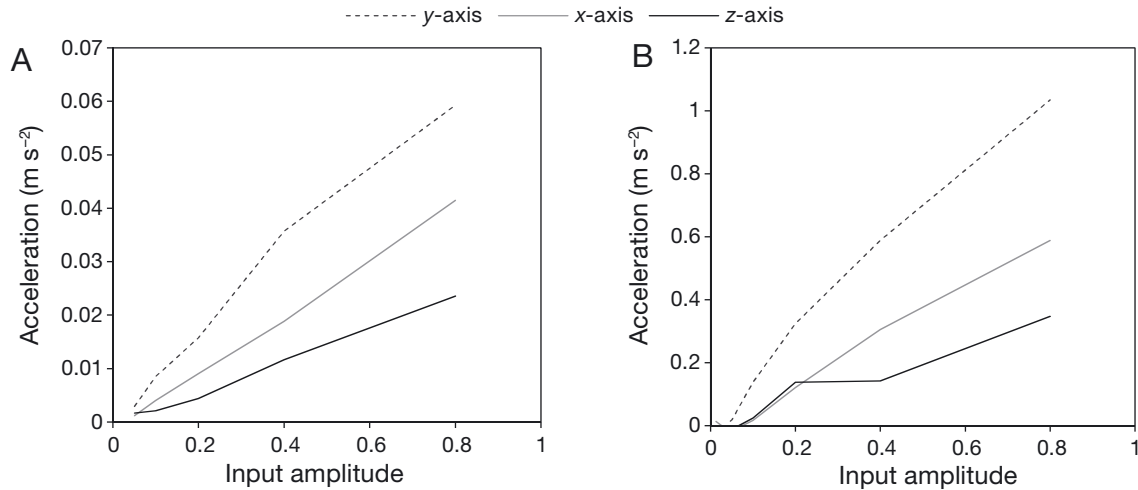 y-axis x-axis z-axis
A
0.07
0.06
0.05
0.04
0.03
0.02
0.01
0
Acceleration (m s⁻²)
0 0.2 0.4 0.6 0.8 1
Input amplitude
B
1.2
1
0.8
0.6
0.4
0.2
0
Acceleration (m s⁻²)
0 0.2 0.4 0.6 0.8 1
Input amplitude